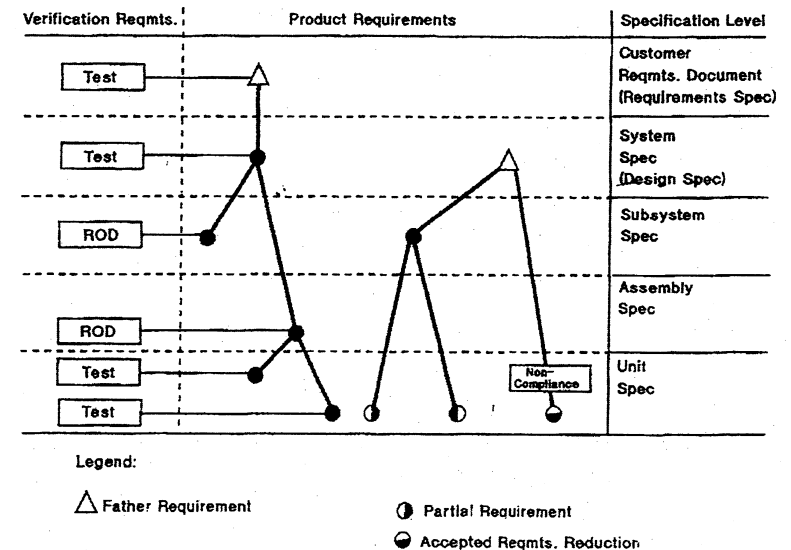 Verification Reqmts. Product Requirements Specification Level
Test
Customer
Reqmts. Document
(Requirements Spec)
Test
System
Spec
(Design Spec)
ROD
Subsystem
Spec
Assembly
Spec
ROD
Test
Non-
Compliance
Unit
Spec
Test
Legend:
Father Requirement
Partial Requirement
Accepted Reqmts. Reduction